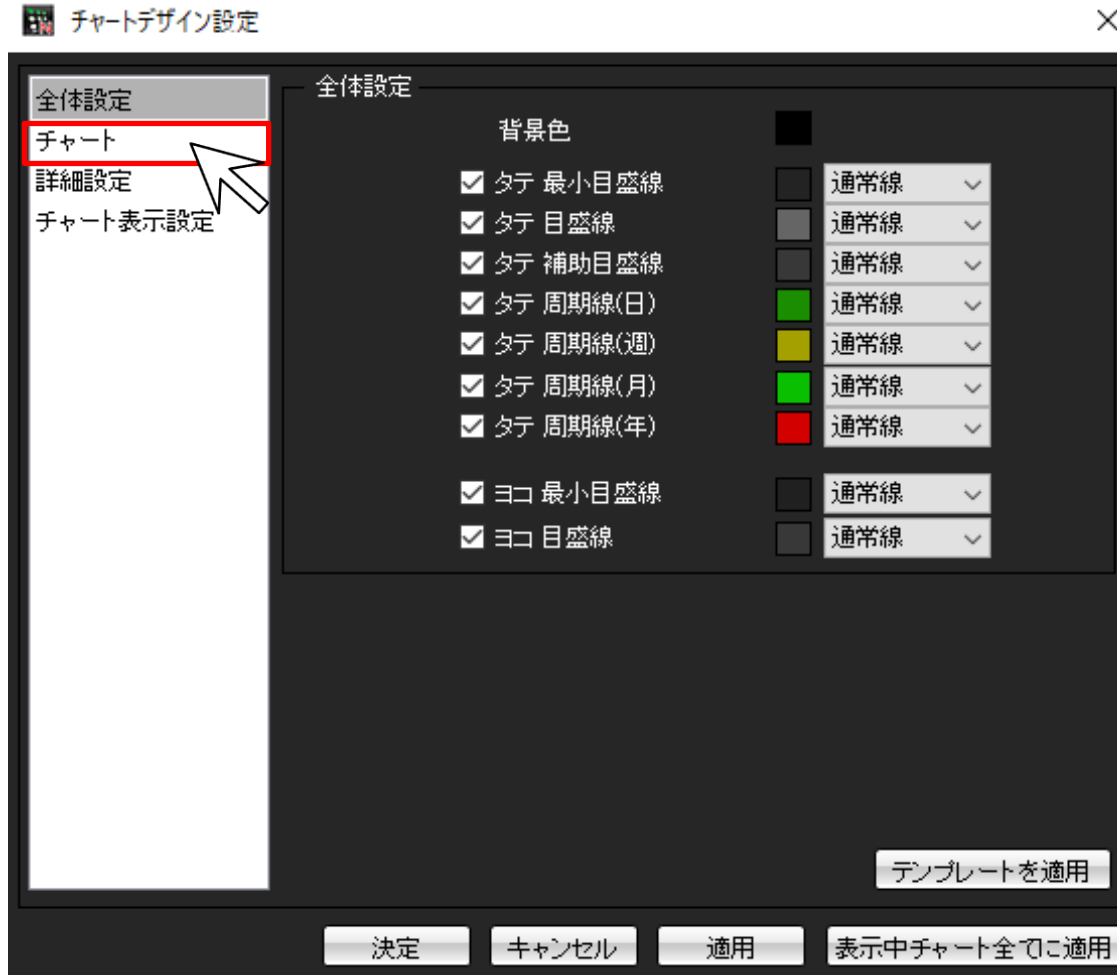 チャートデザイン設定
全体設定
チャート
詳細設定
チャート表示設定
全体設定
背景色
タテ 最小目盛線 通常線
タテ 目盛線 通常線
タテ 補助目盛線 通常線
タテ 周期線(日) 通常線
タテ 周期線(週) 通常線
タテ 周期線(月) 通常線
タテ 周期線(年) 通常線
ヨコ 最小目盛線 通常線
ヨコ 目盛線 通常線
テンプレートを適用
決定 キャンセル 適用 表示中チャート全てに適用